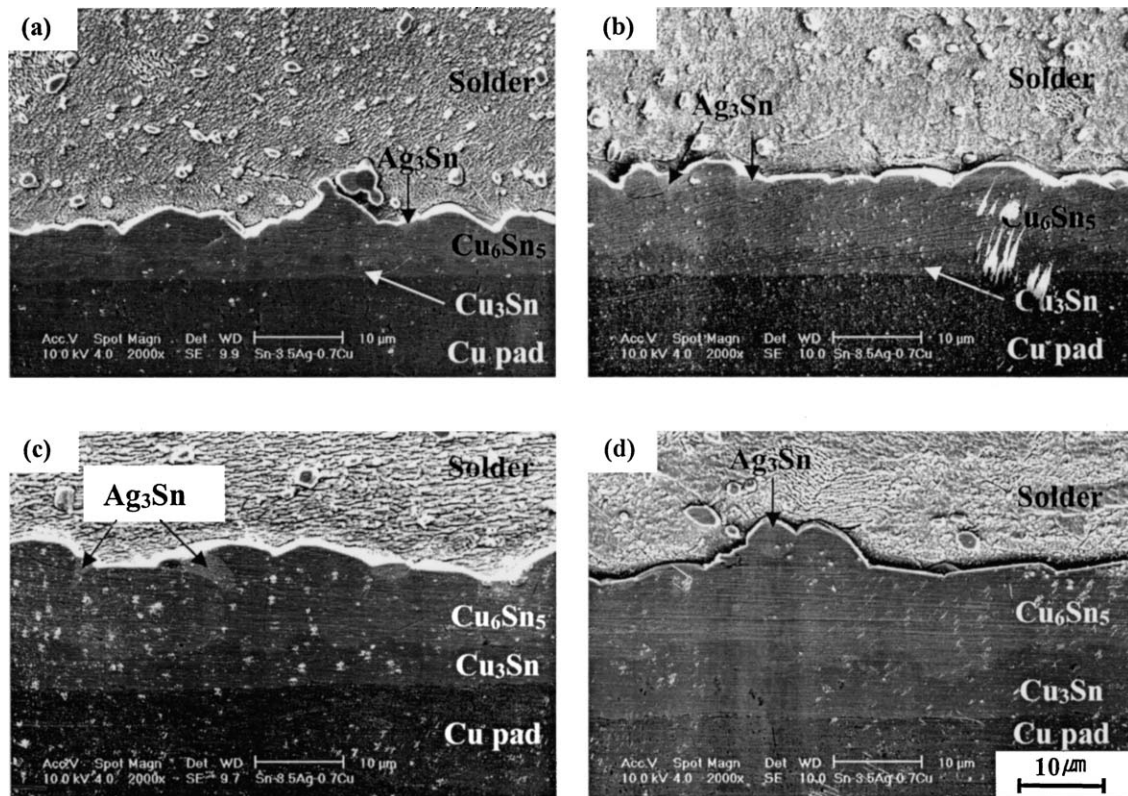 (a)
Solder
Ag₃Sn
Cu₆Sn₅
Cu₃Sn
Cu pad
Acc.V Spot Magn Det WD 10 μm
10.0 kV 4.0 2000x SE 9.9 Sn-3.5Ag-0.7Cu
(b)
Solder
Ag₃Sn
Cu₆Sn₅
Cu₃Sn
Cu pad
Acc.V Spot Magn Det WD 10 μm
10.0 kV 4.0 2000x SE 10.0 Sn-3.5Ag-0.7Cu
(c)
Solder
Ag₃Sn
Cu₆Sn₅
Cu₃Sn
Cu pad
Acc.V Spot Magn Det WD 10 μm
10.0 kV 4.0 2000x SE 9.7 Sn-3.5Ag-0.7Cu
(d)
Ag₃Sn
Solder
Cu₆Sn₅
Cu₃Sn
Cu pad
Acc.V Spot Magn Det WD 10 μm
10.0 kV 4.0 2000x SE 10.0 Sn-3.5Ag-0.7Cu
10㎛